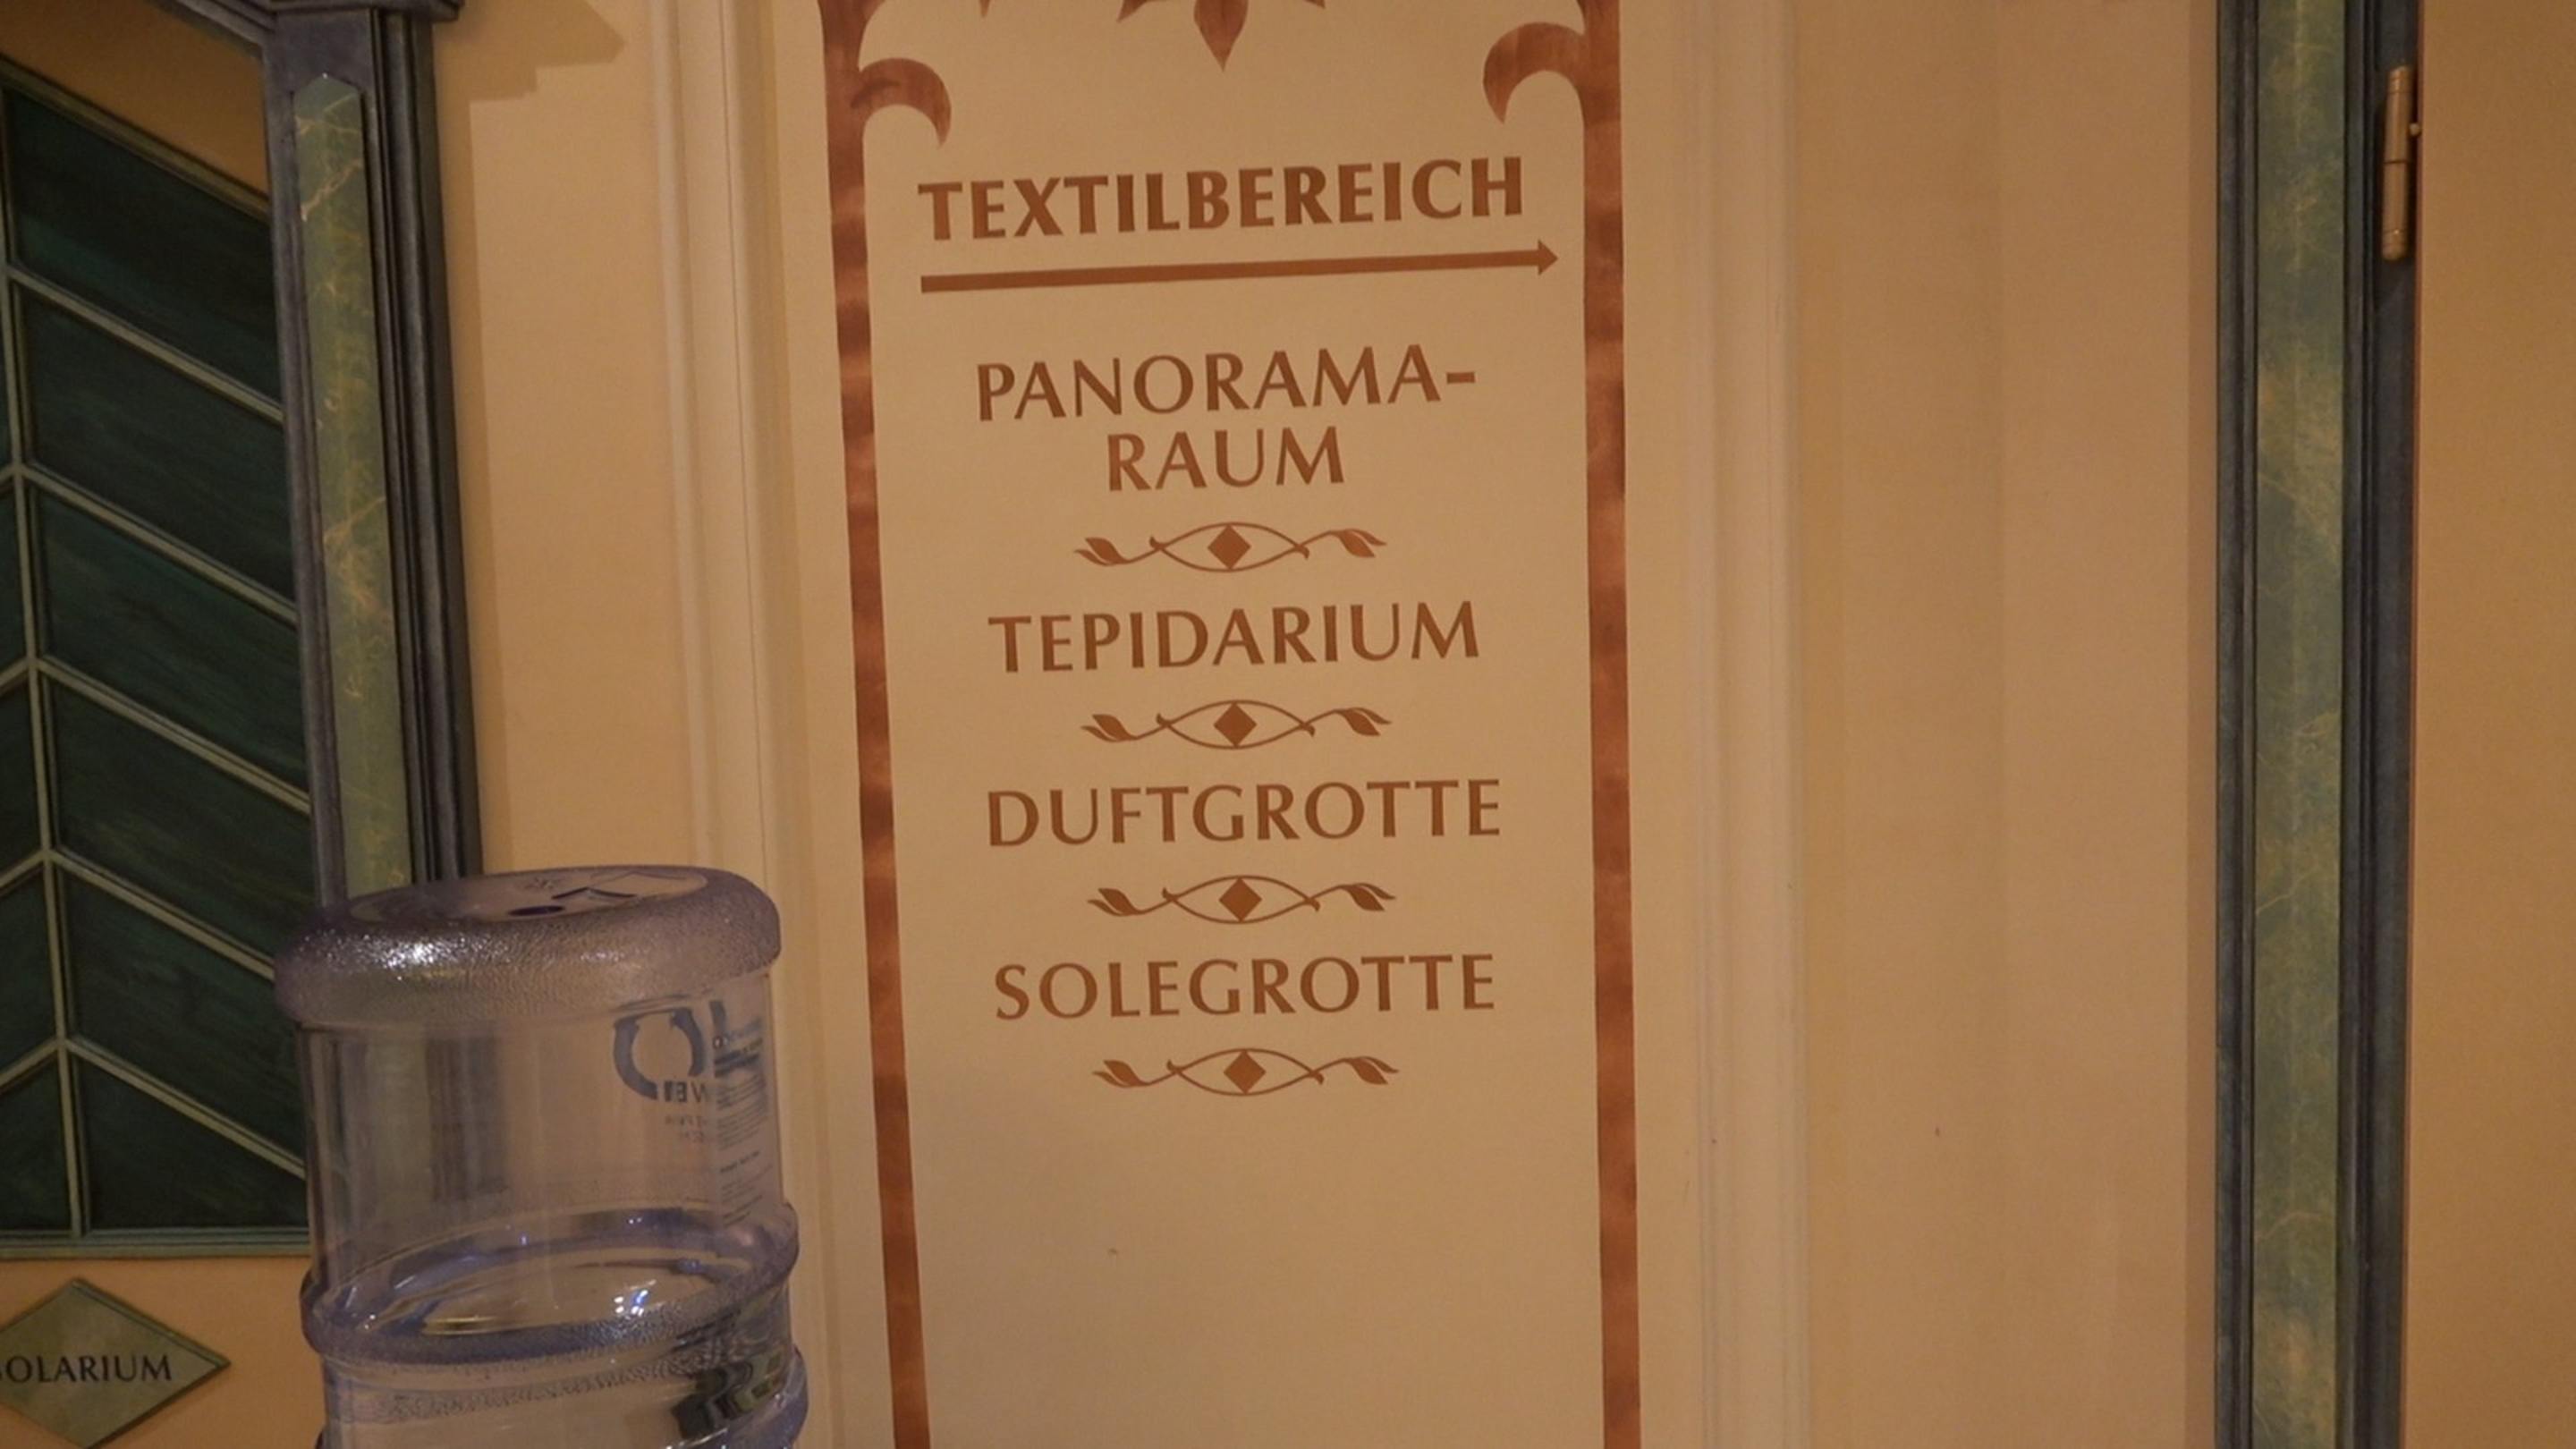 TEXTILBEREICH
PANORAMA-
RAUM
TEPIDARIUM
DUFTGROTTE
SOLEGROTTE
OLARIUM